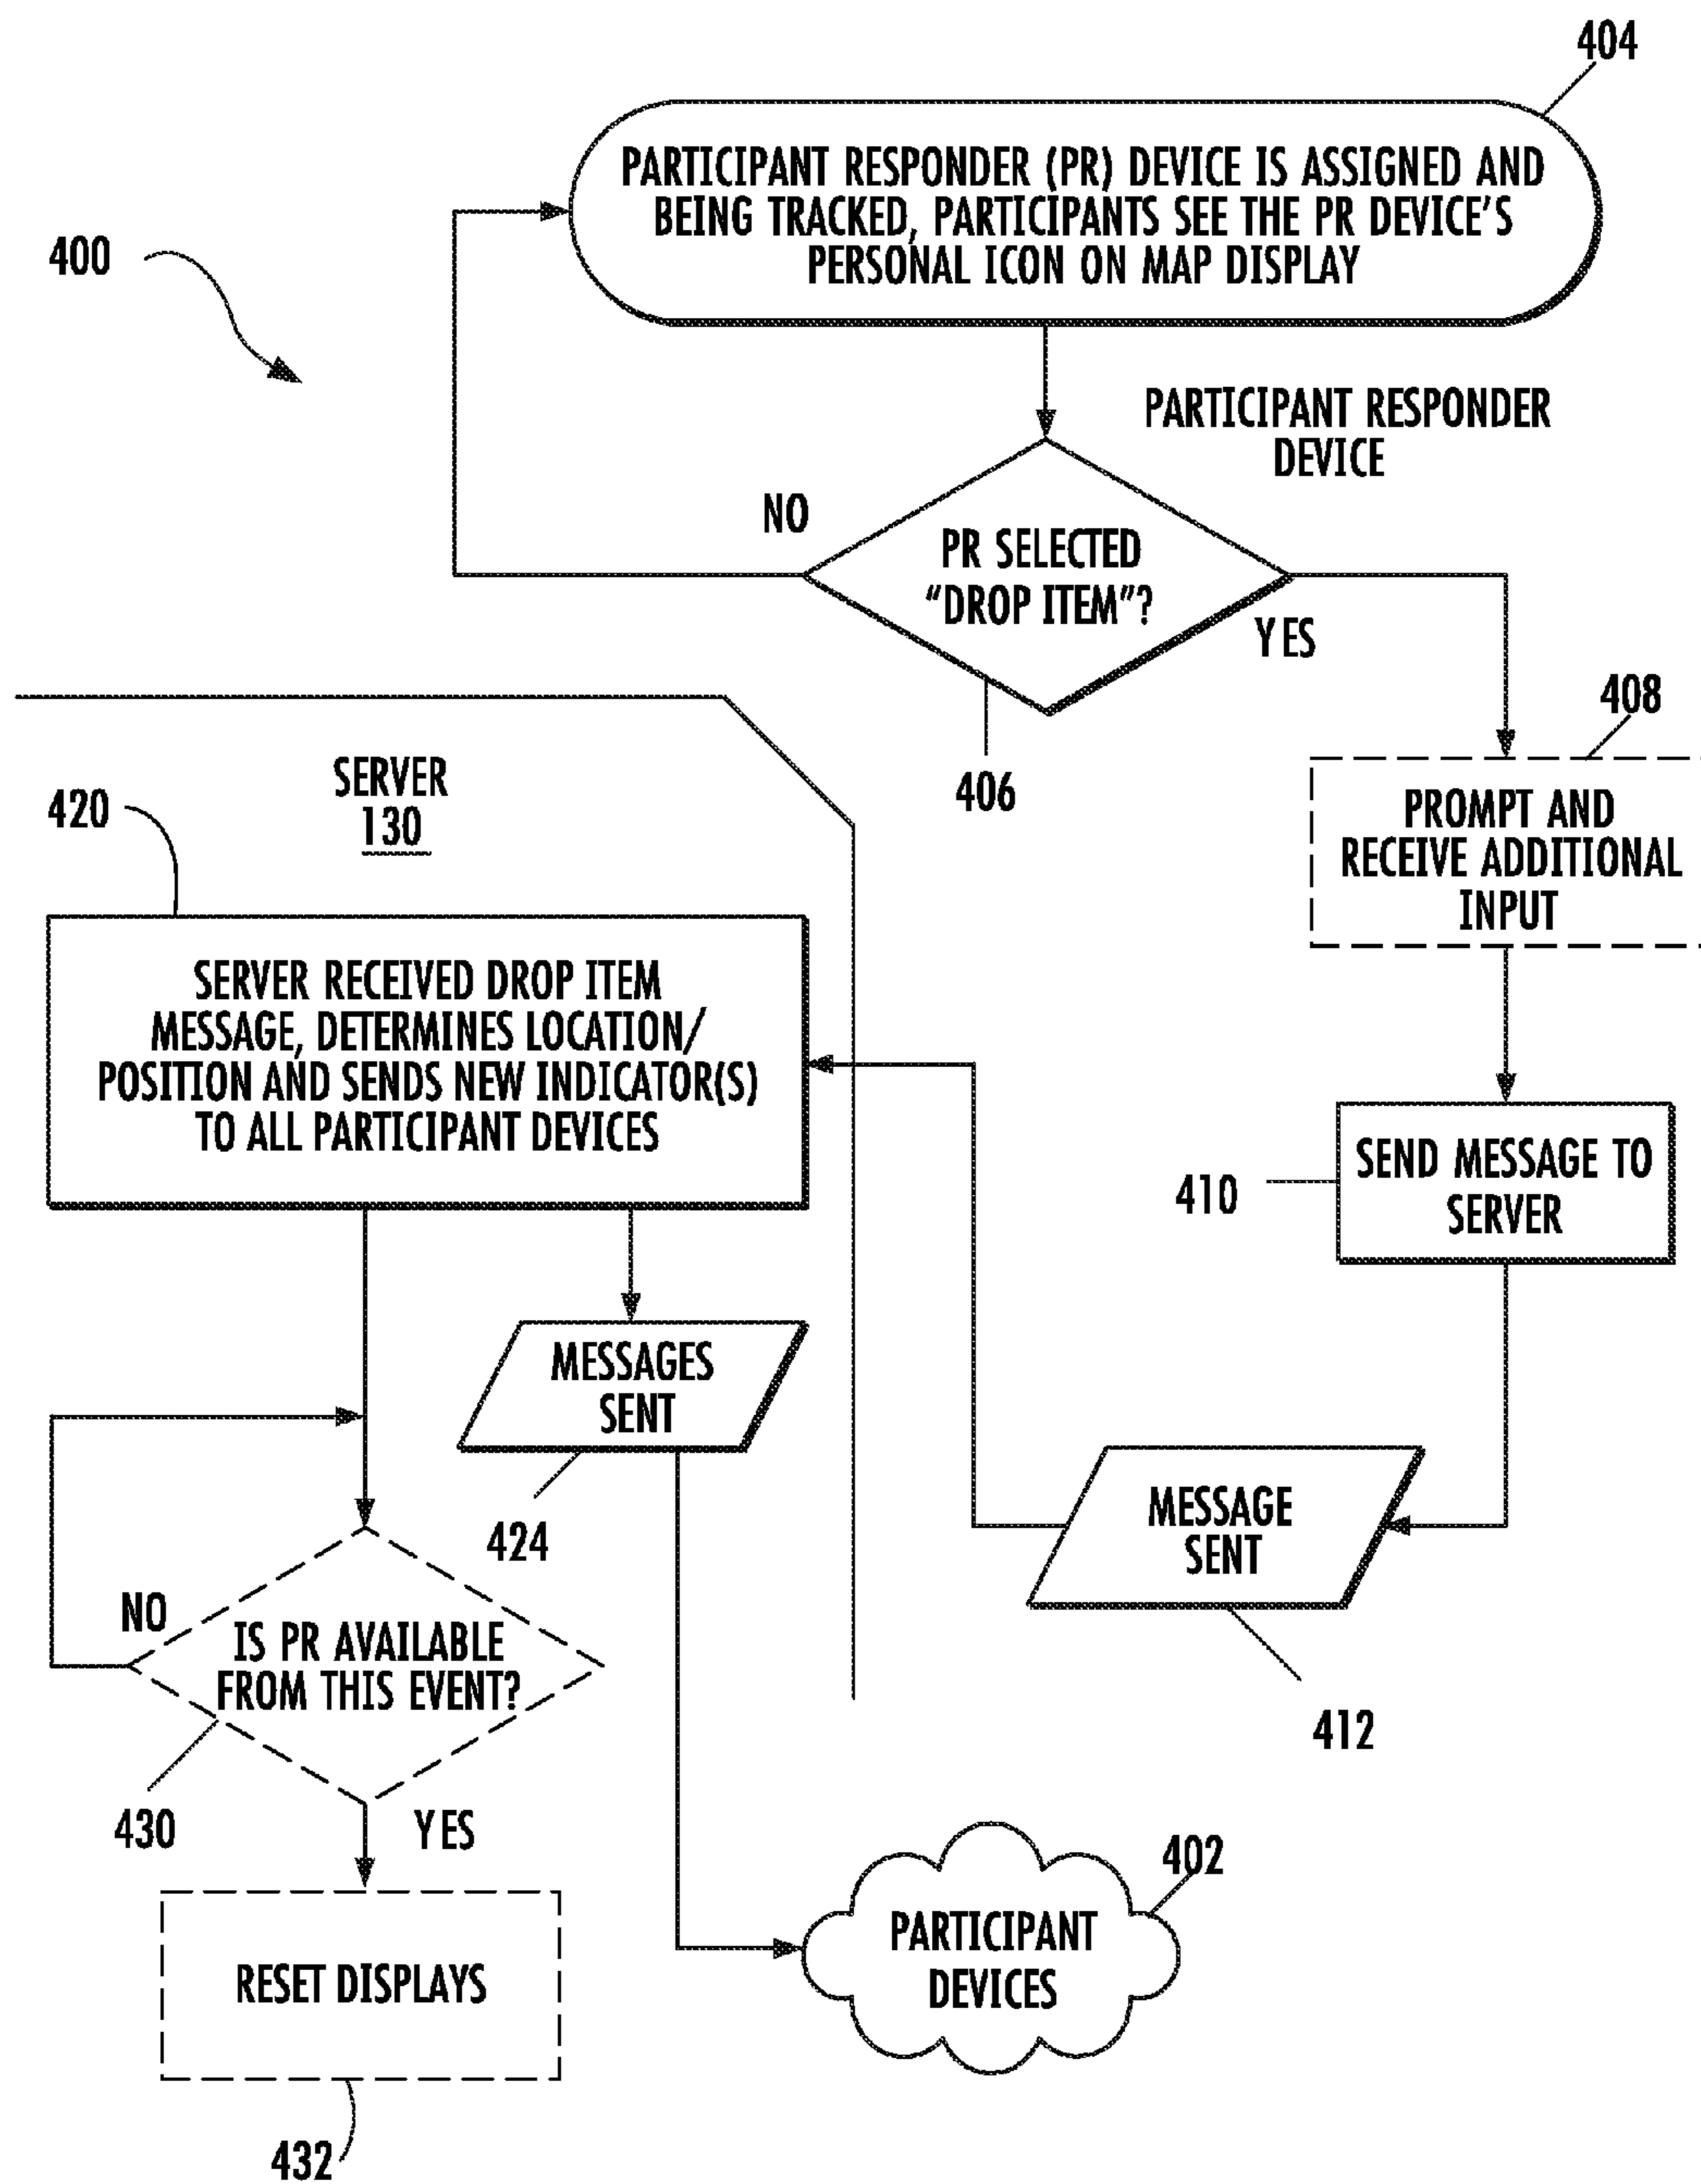 404
PARTICIPANT RESPONDER (PR) DEVICE IS ASSIGNED AND
BEING TRACKED, PARTICIPANTS SEE THE PR DEVICE'S
PERSONAL ICON ON MAP DISPLAY
400
PARTICIPANT RESPONDER
DEVICE
NO
PR SELECTED
"DROP ITEM"?
YES
406
408
PROMPT AND
RECEIVE ADDITIONAL
INPUT
SERVER
130
420
SERVER RECEIVED DROP ITEM
MESSAGE, DETERMINES LOCATION/
POSITION AND SENDS NEW INDICATOR(S)
TO ALL PARTICIPANT DEVICES
410
SEND MESSAGE TO
SERVER
MESSAGES
SENT
424
MESSAGE
SENT
412
NO
IS PR AVAILABLE
FROM THIS EVENT?
430
YES
402
PARTICIPANT
DEVICES
RESET DISPLAYS
432